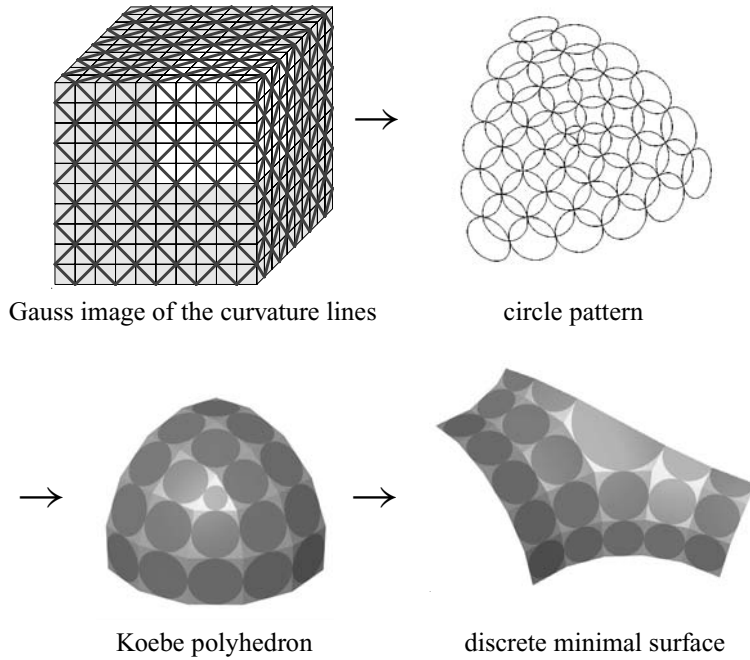 Gauss image of the curvature lines
circle pattern
Koebe polyhedron
discrete minimal surface